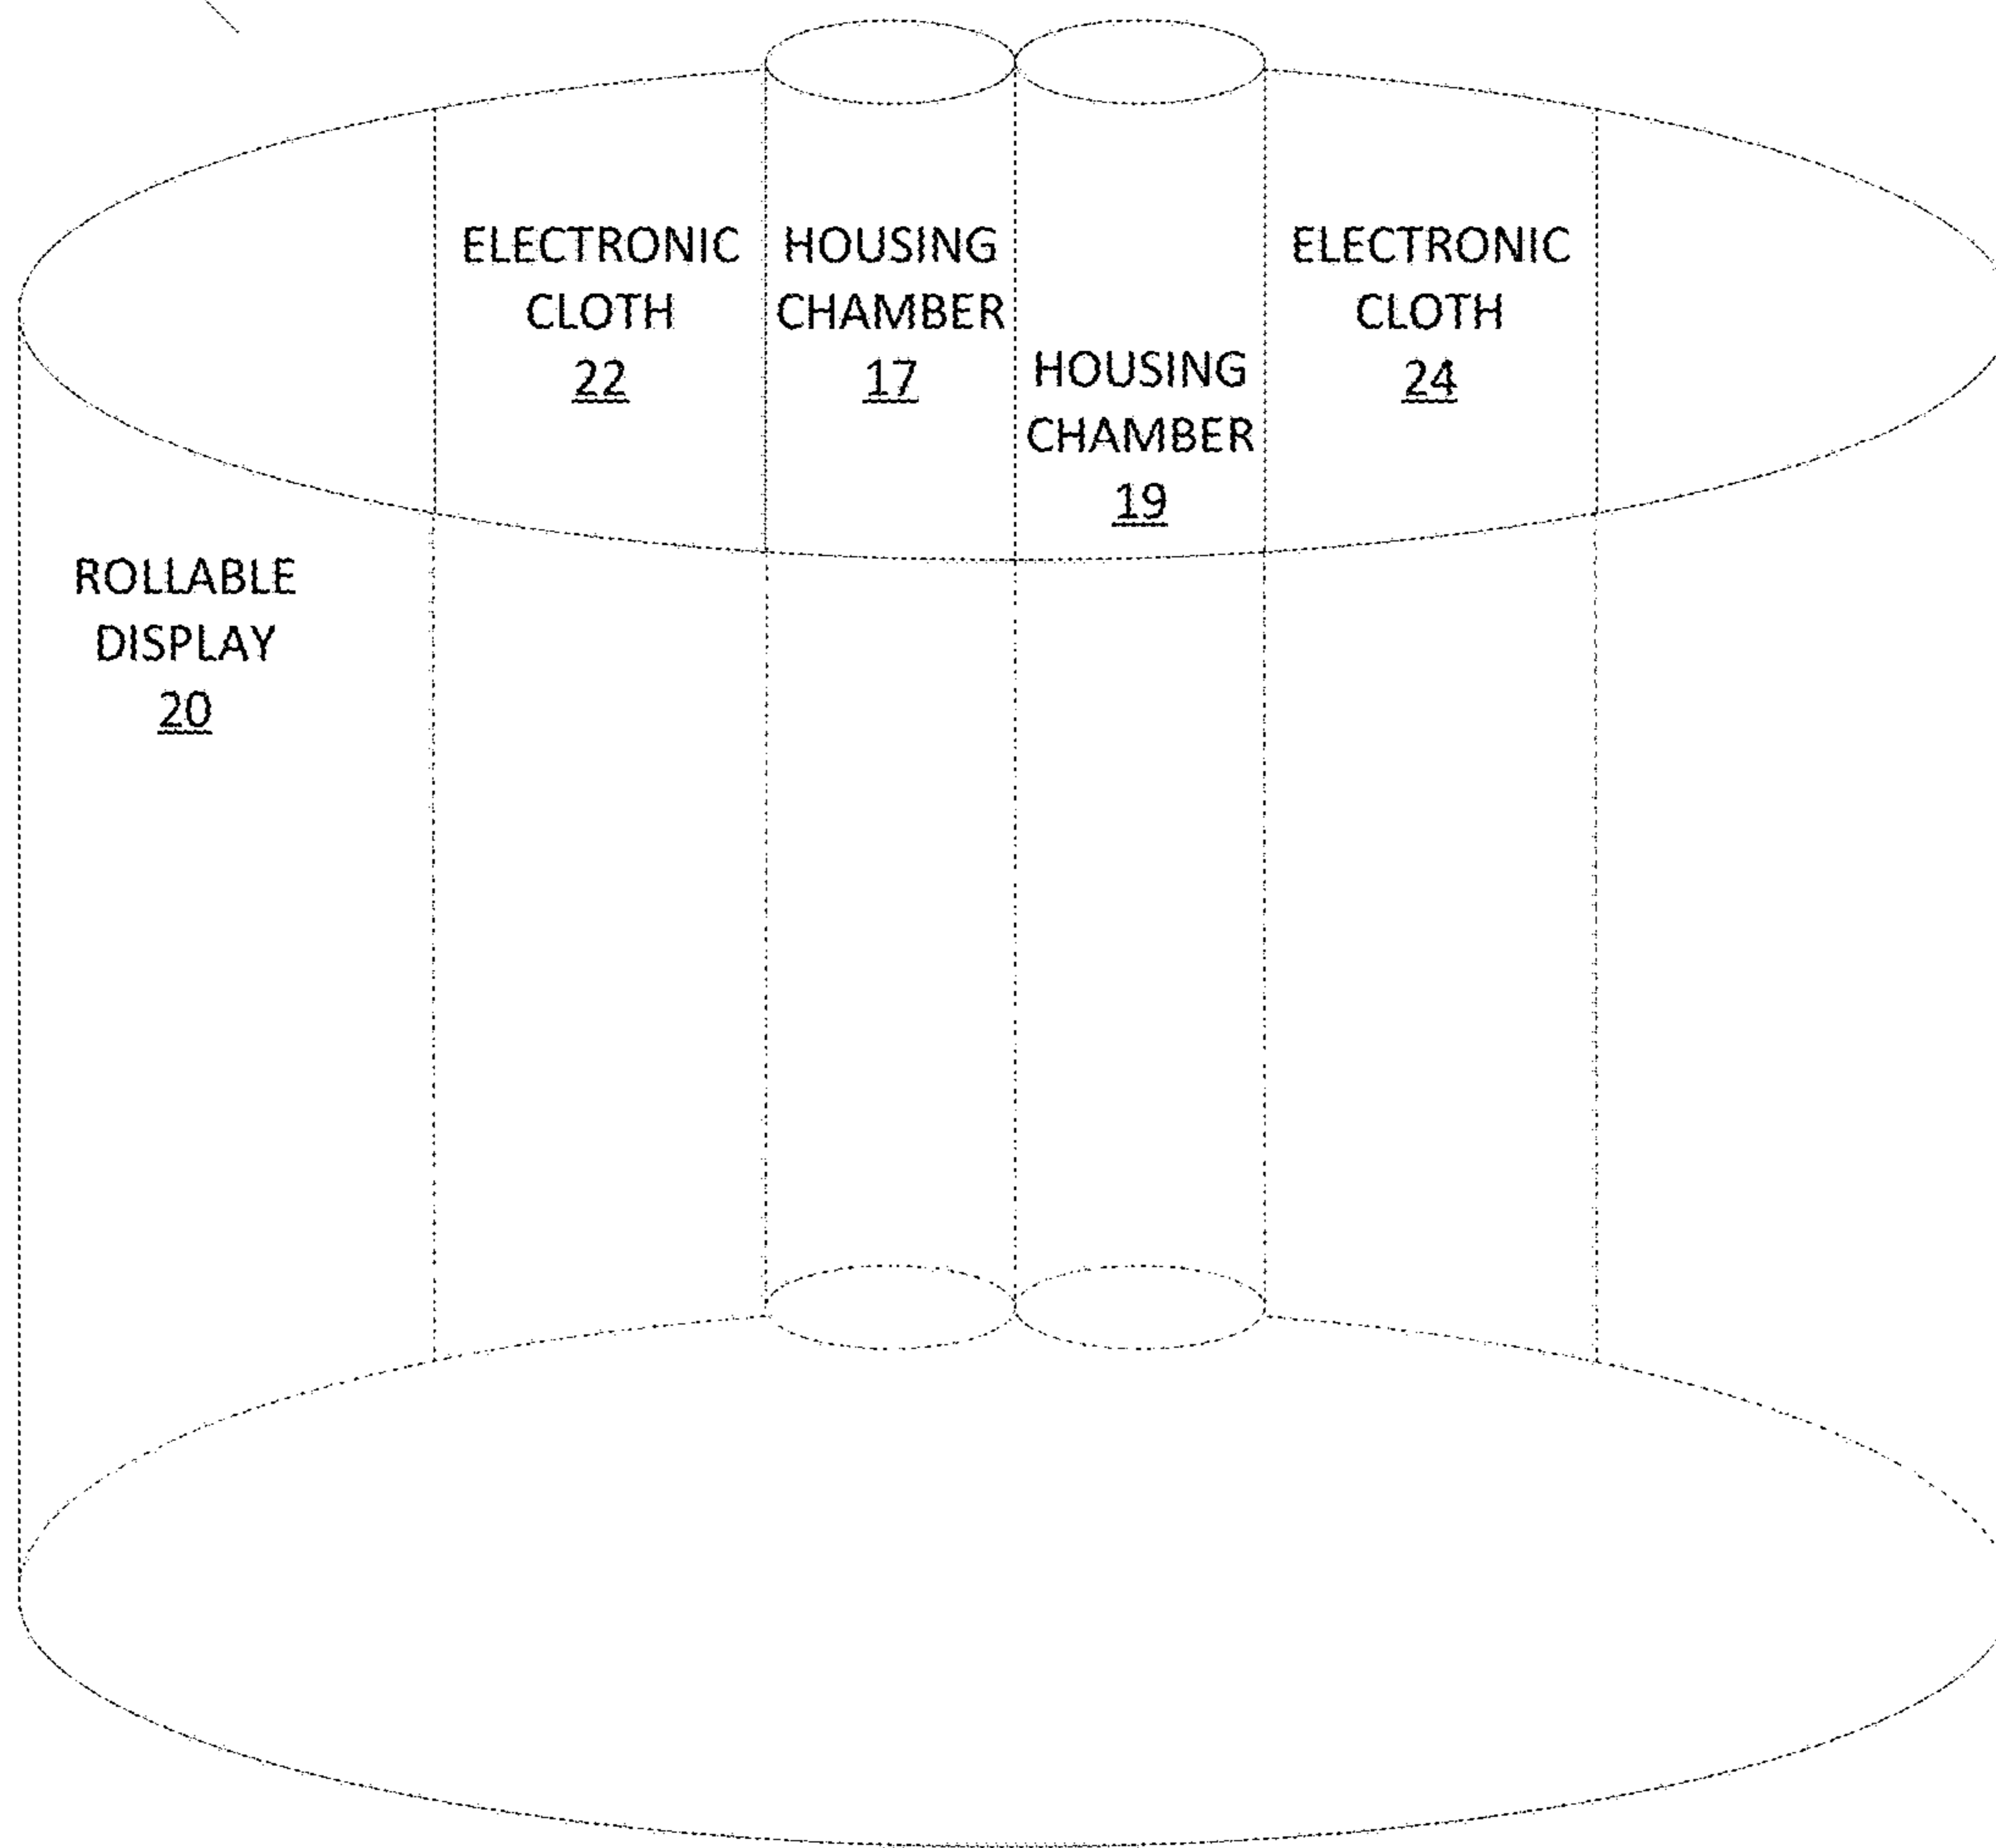 ELECTRONIC
CLOTH
22
HOUSING
CHAMBER
17
HOUSING
CHAMBER
19
ELECTRONIC
CLOTH
24
ROLLABLE
DISPLAY
20